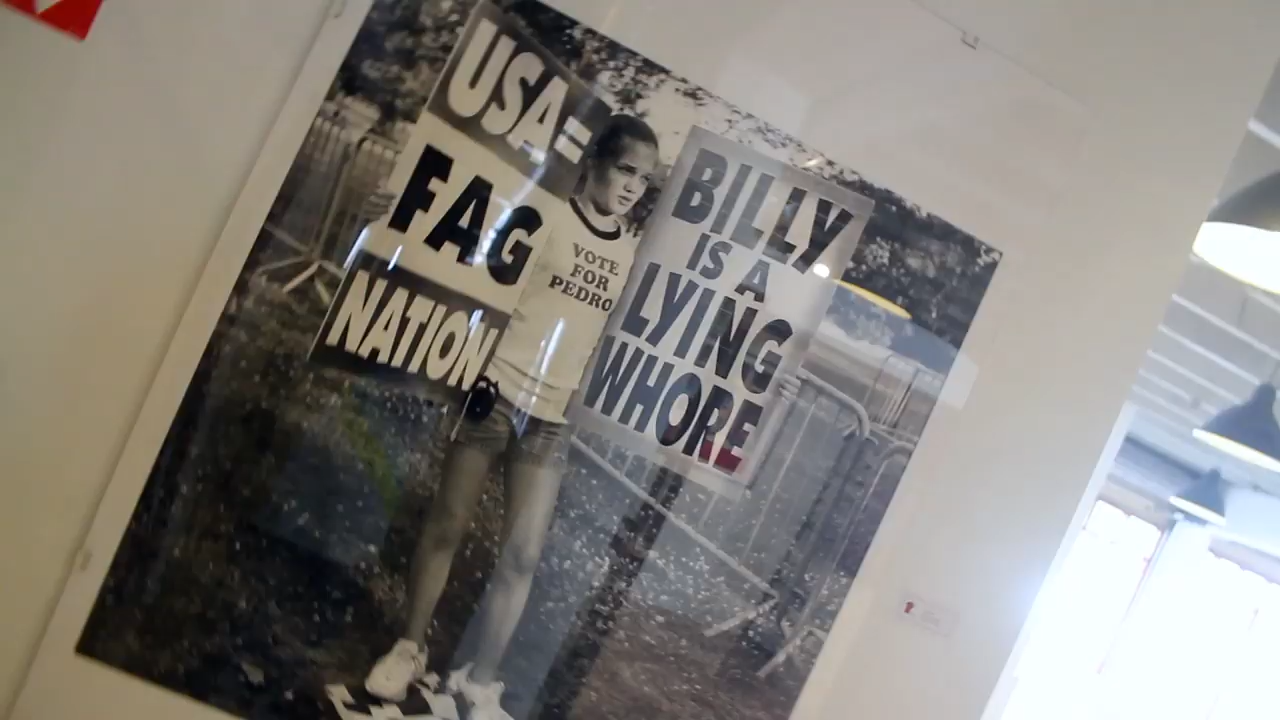 USA=
FAG
NATION
VOTE
FOR
PEDRO
BILLY
IS A
LYING
WHORE